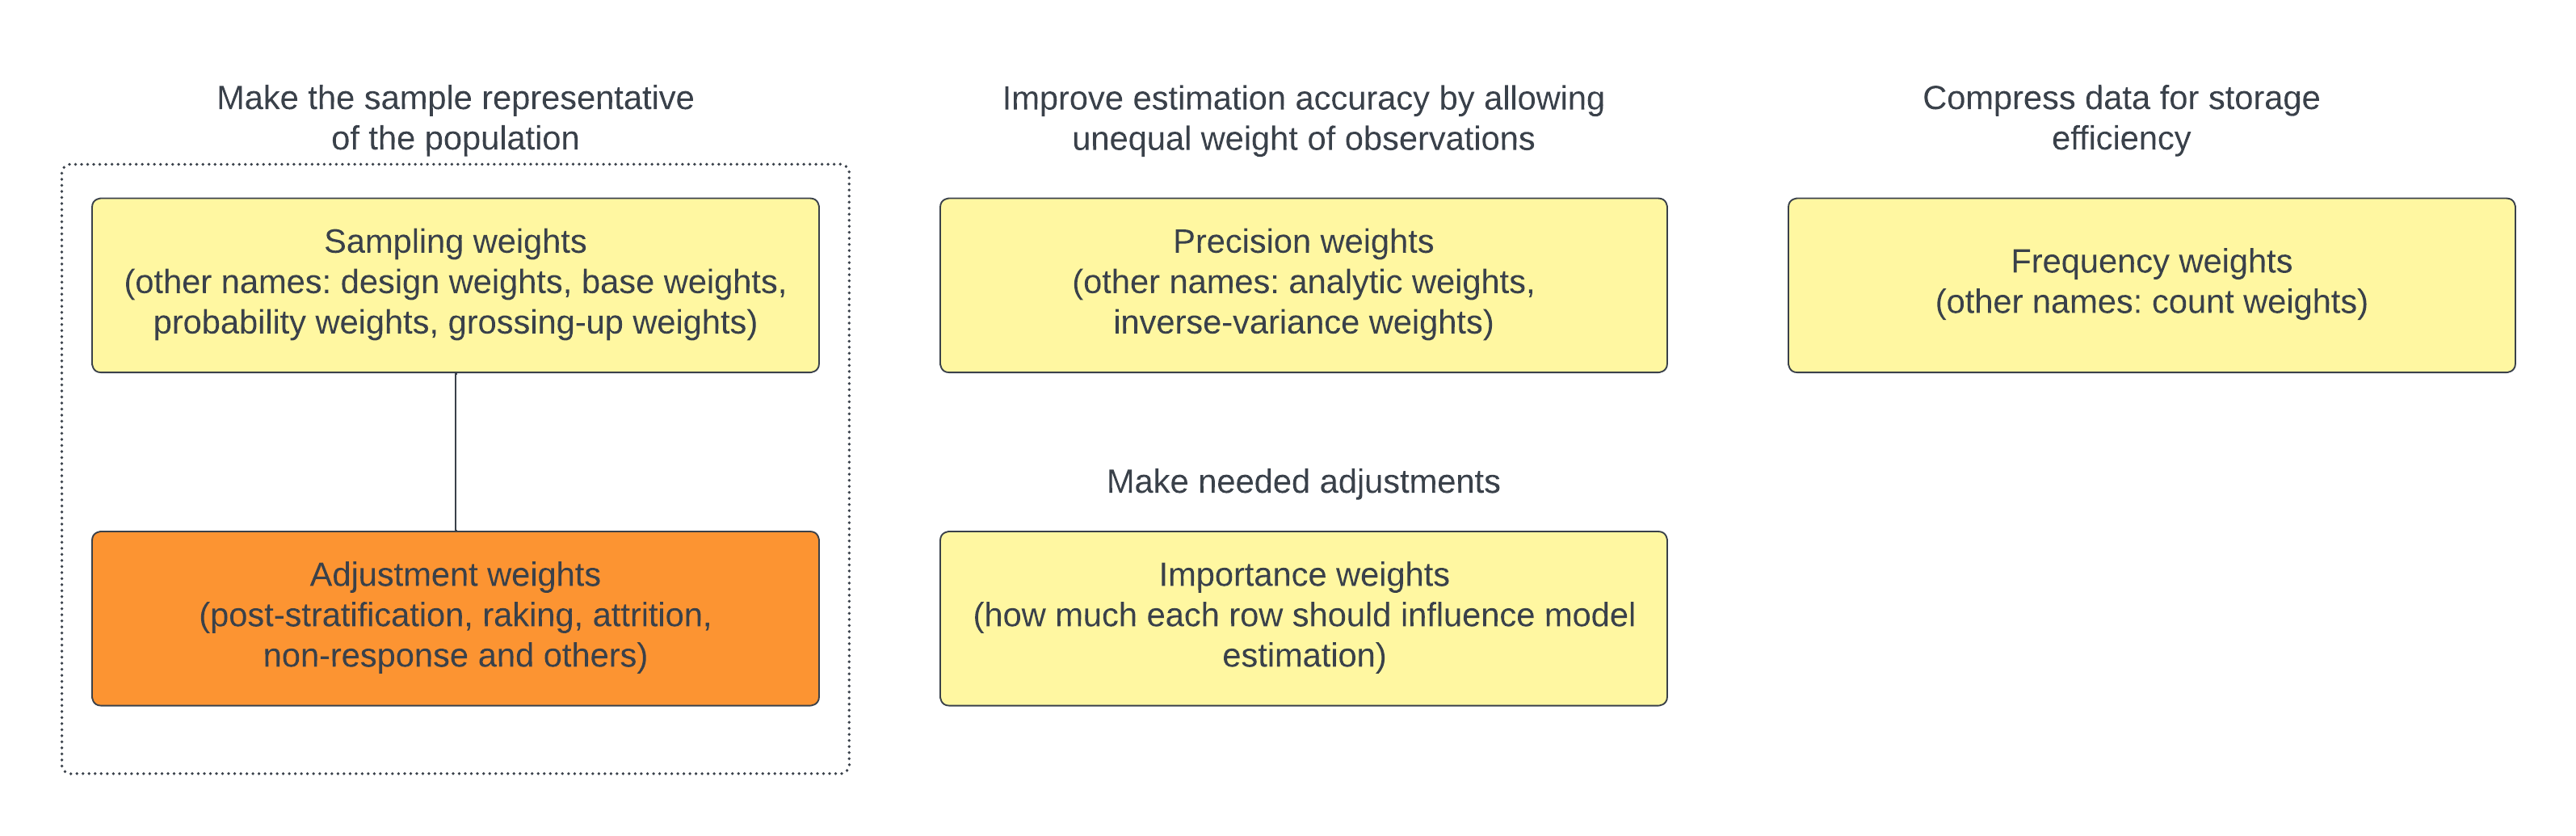 Make the sample representative
of the population
Sampling weights
(other names: design weights, base weights,
probability weights, grossing-up weights)
Adjustment weights
(post-stratification, raking, attrition,
non-response and others)
Improve estimation accuracy by allowing
unequal weight of observations
Precision weights
(other names: analytic weights,
inverse-variance weights)
Make needed adjustments
Importance weights
(how much each row should influence model
estimation)
Compress data for storage
efficiency
Frequency weights
(other names: count weights)